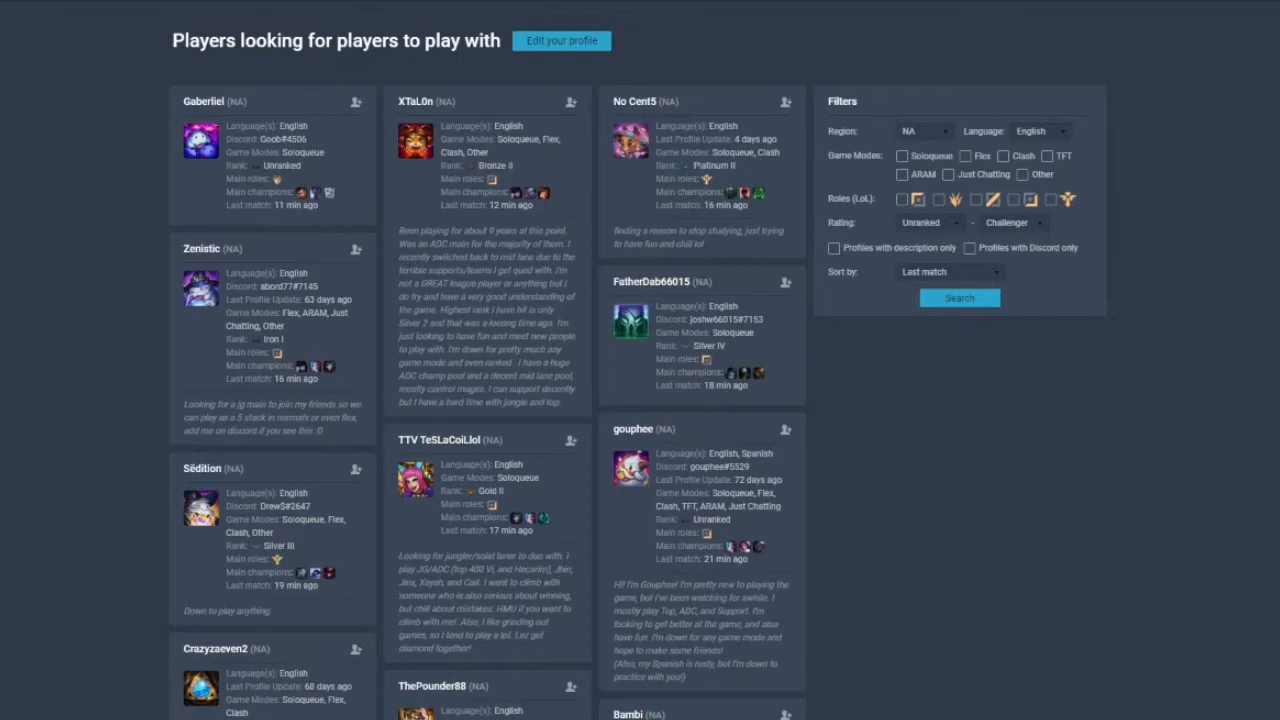 Players looking for players to play with
Edit your profile
Gaberliel (NA)
Language(s): English
Discord: Goob#4506
Game Modes: Soloqueue
Rank: Unranked
Main roles:
Main champions:
Last match: 11 min ago
Zenistic (NA)
Language(s): English
Discord: abord77#7145
Last Profile Update: 63 days ago
Game Modes: Flex, ARAM, Just
Chatting, Other
Rank: Iron I
Main roles:
Main champions:
Last match: 16 min ago
Looking for a jg main to join my friends so we
can play as a 5 stack in normals or even flex,
add me on discord if you see this :D
Sëdition (NA)
Language(s): English
Discord: Drew$#2647
Game Modes: Soloqueue, Flex,
Clash, Other
Rank: Silver III
Main roles:
Main champions:
Last match: 19 min ago
Down to play anything
Crazyzaeven2 (NA)
Language(s): English
Last Profile Update: 68 days ago
Game Modes: Soloqueue, Flex,
Clash
XTaL0n (NA)
Language(s): English
Game Modes: Soloqueue, Flex,
Clash, Other
Rank: Bronze II
Main roles:
Main champions:
Last match: 12 min ago
Been playing for about 9 years at this point.
Was an ADC main for the majority of them. I
recently switched back to mid lane due to the
terrible supports/teams I get qued with. I'm
not a GREAT league player or anything but I
do try and have a very good understanding of
the game. Highest rank I have hit is only
Silver 2 and that was a looong time ago. I'm
just looking to have fun and meet new people
to play with. I'm down for pretty much any
game mode and even ranked . I have a huge
ADC champ pool and a decent mid lane pool,
mostly control mages. I can support decently
but I have a hard time with jungle and top.
TTV TeSLaCoiLlol (NA)
Language(s): English
Game Modes: Soloqueue
Rank: Gold II
Main roles:
Main champions:
Last match: 17 min ago
Looking for jungler/solid laner to duo with. I
play JG/ADC (top 400 Vi, and Hecarim), Jhin,
Jinx, Xayah, and Cait. I want to climb with
someone who is also serious about winning,
but chill about mistakes. HMU if you want to
climb with me!. Also, I like grinding out
games, so I tend to play a lot. Lez get
diamond together!
ThePounder88 (NA)
Language(s): English
No Cent5 (NA)
Language(s): English
Last Profile Update: 4 days ago
Game Modes: Soloqueue, Clash
Rank: Platinum II
Main roles:
Main champions:
Last match: 16 min ago
finding a reason to stop studying, just trying
to have fun and chill lol
FatherDab66015 (NA)
Language(s): English
Discord: joshw66015#7153
Game Modes: Soloqueue
Rank: Silver IV
Main roles:
Main champions:
Last match: 18 min ago
gouphee (NA)
Language(s): English, Spanish
Discord: gouphee#5529
Last Profile Update: 72 days ago
Game Modes: Soloqueue, Flex,
Clash, TFT, ARAM, Just Chatting
Rank: Unranked
Main roles:
Main champions:
Last match: 21 min ago
Hi! I'm Gouphee! I'm pretty new to playing the
game, but I've been watching for awhile. I
mostly play Top, ADC, and Support. I'm
looking to get better at the game, and also
have fun. I'm down for any game mode and
hope to make some friends!
(Also, my Spanish is rusty, but I'm down to
practice with you!)
Bambi (NA)
Filters
Region: NA Language: English
Game Modes: Soloqueue Flex Clash TFT
ARAM Just Chatting Other
Roles (LoL):
Rating: Unranked - Challenger
Profiles with description only Profiles with Discord only
Sort by: Last match
Search